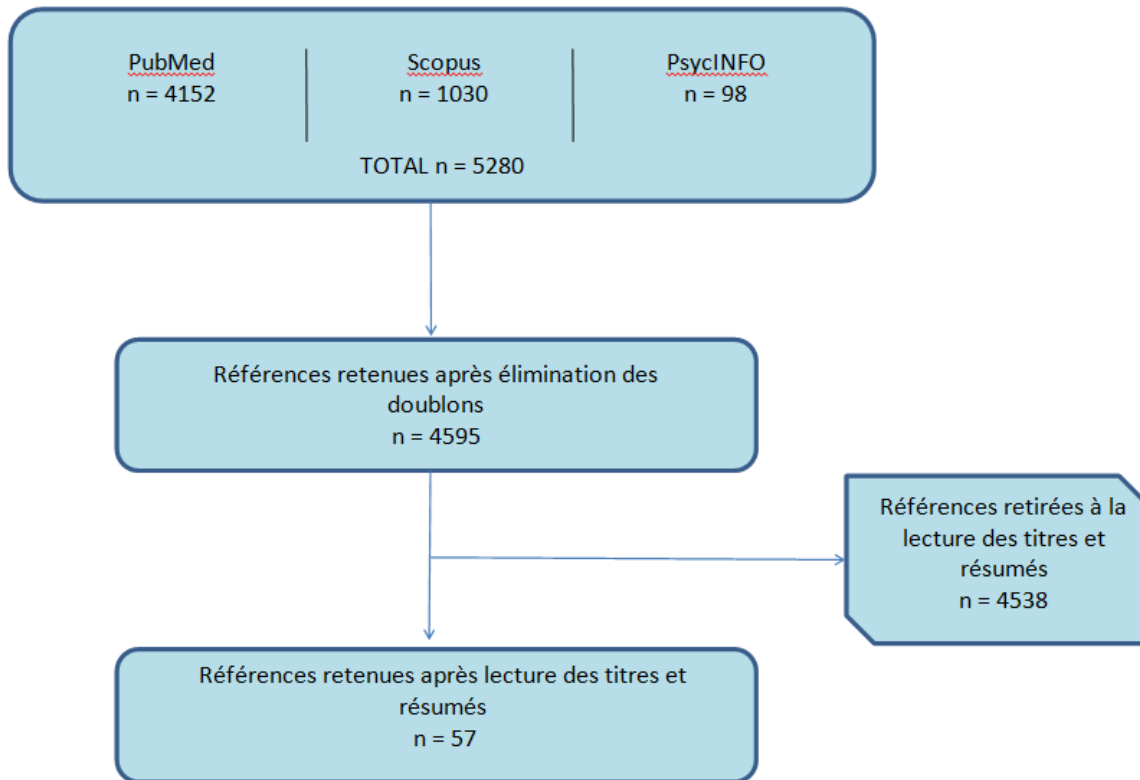 PubMed
n = 4152
Scopus
n = 1030
PsycINFO
n = 98
TOTAL n = 5280
Références retenues après élimination des
doublons
n = 4595
Références retirées à la
lecture des titres et
résumés
n = 4538
Références retenues après lecture des titres et
résumés
n = 57